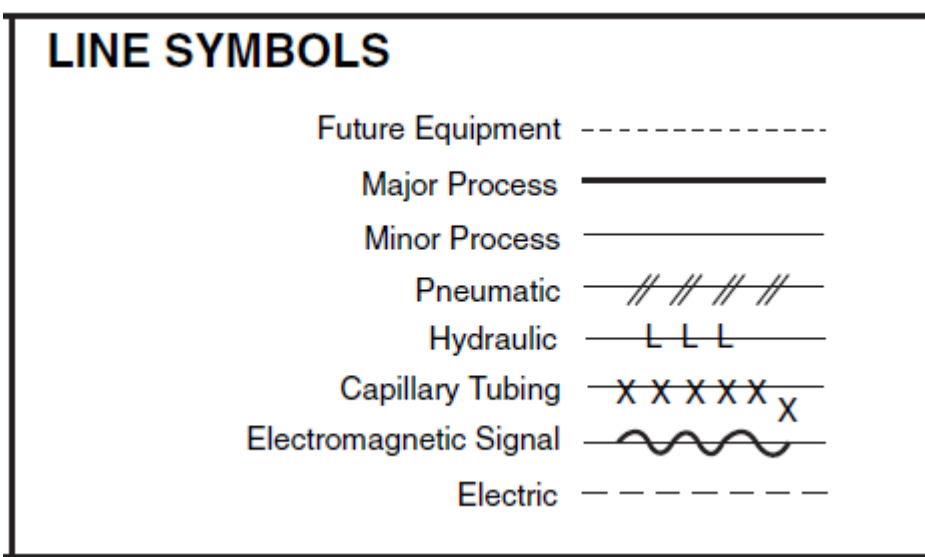 LINE SYMBOLS
Future Equipment
Major Process
Minor Process
Pneumatic
Hydraulic L L L
Capillary Tubing X X X X X X
Electromagnetic Signal
Electric